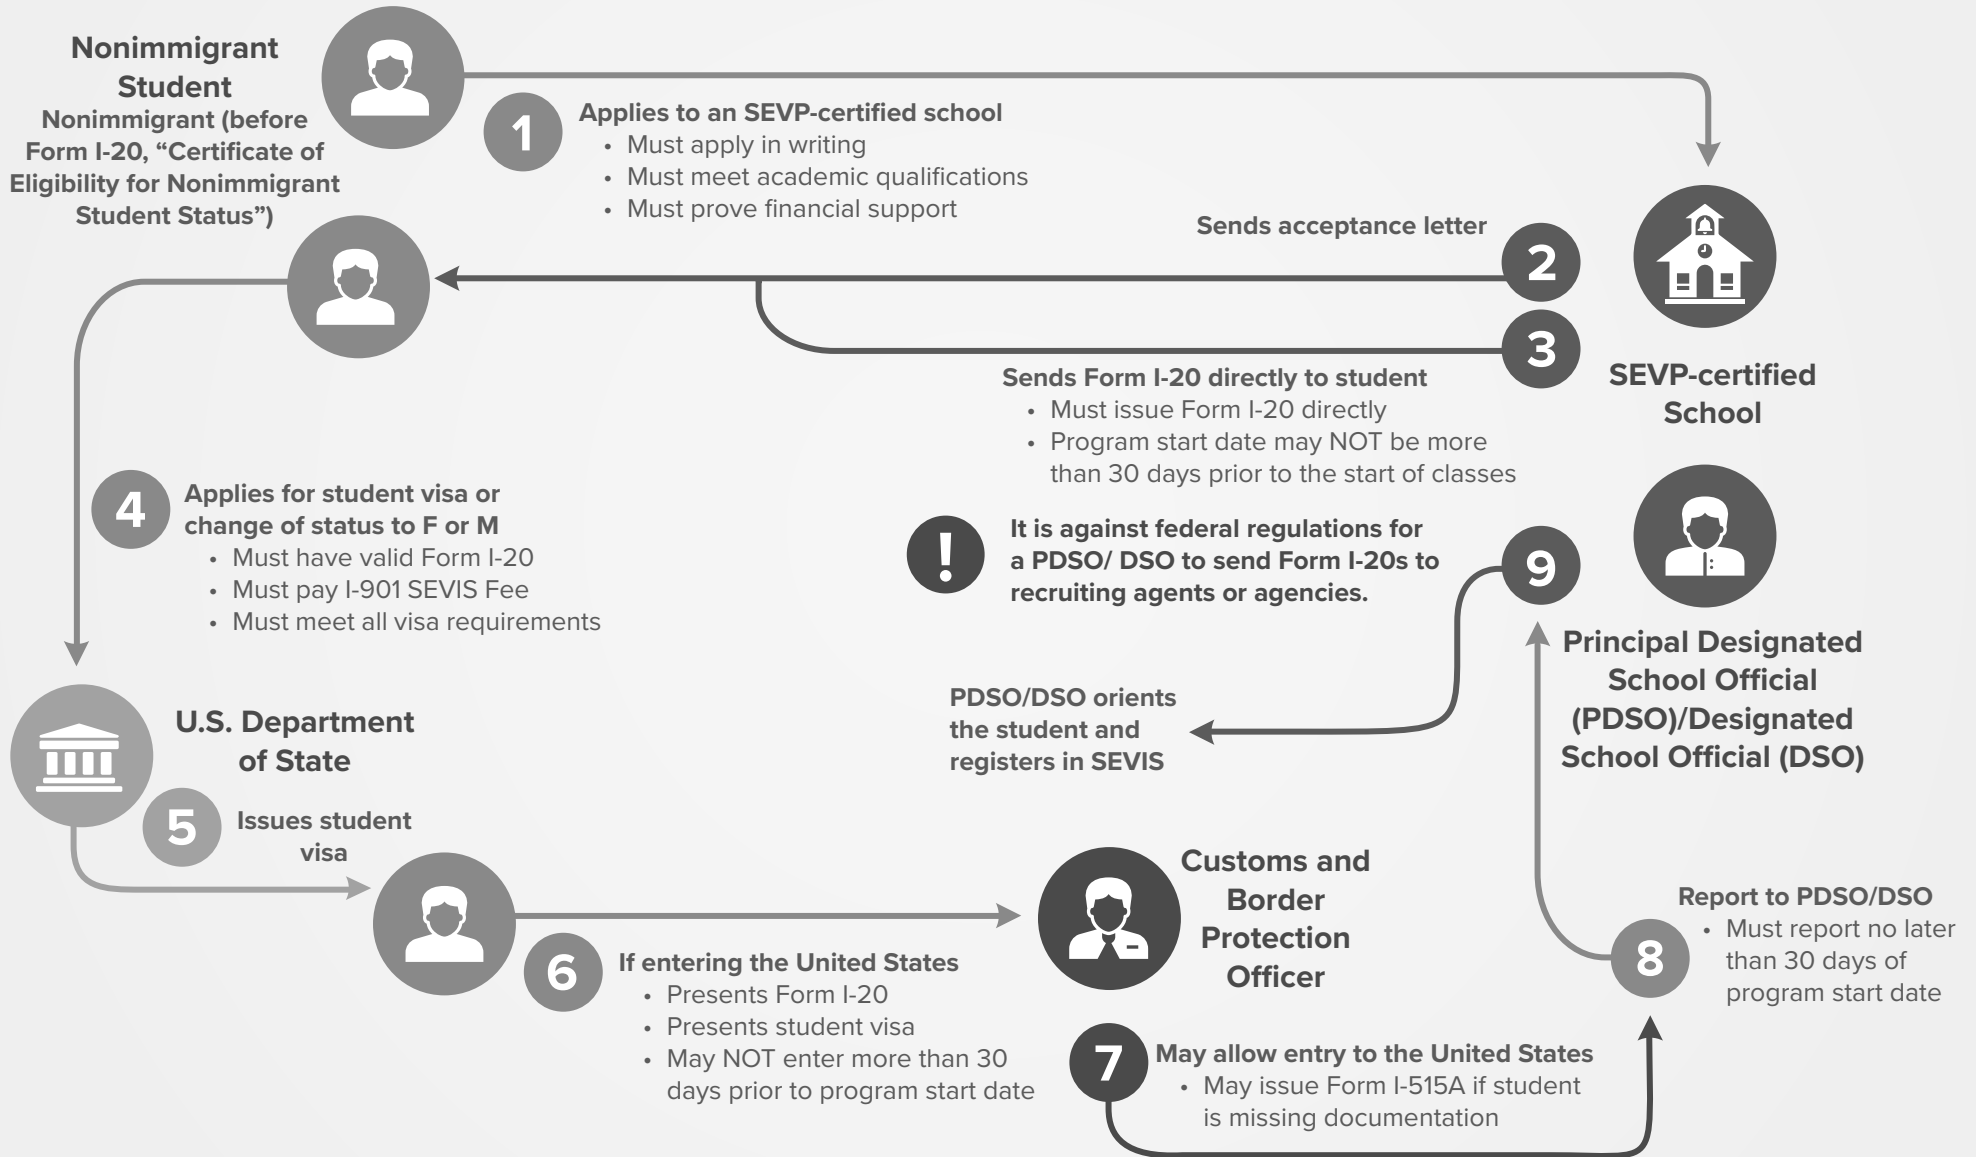 Nonimmigrant
Student
Nonimmigrant (before
Form I-20, “Certificate of
Eligibility for Nonimmigrant
Student Status”)
1
Applies to an SEVP-certified school
• Must apply in writing
• Must meet academic qualifications
• Must prove financial support
Sends acceptance letter
2
3
Sends Form I-20 directly to student
• Must issue Form I-20 directly
• Program start date may NOT be more
than 30 days prior to the start of classes
SEVP-certified
School
4
Applies for student visa or
change of status to F or M
• Must have valid Form I-20
• Must pay I-901 SEVIS Fee
• Must meet all visa requirements
!
It is against federal regulations for
a PDSO/ DSO to send Form I-20s to
recruiting agents or agencies.
9
Principal Designated
School Official
(PDSO)/Designated
School Official (DSO)
PDSO/DSO orients
the student and
registers in SEVIS
U.S. Department
of State
5
Issues student
visa
6
If entering the United States
• Presents Form I-20
• Presents student visa
• May NOT enter more than 30
days prior to program start date
Customs and
Border
Protection
Officer
7
May allow entry to the United States
• May issue Form I-515A if student
is missing documentation
8
Report to PDSO/DSO
• Must report no later
than 30 days of
program start date